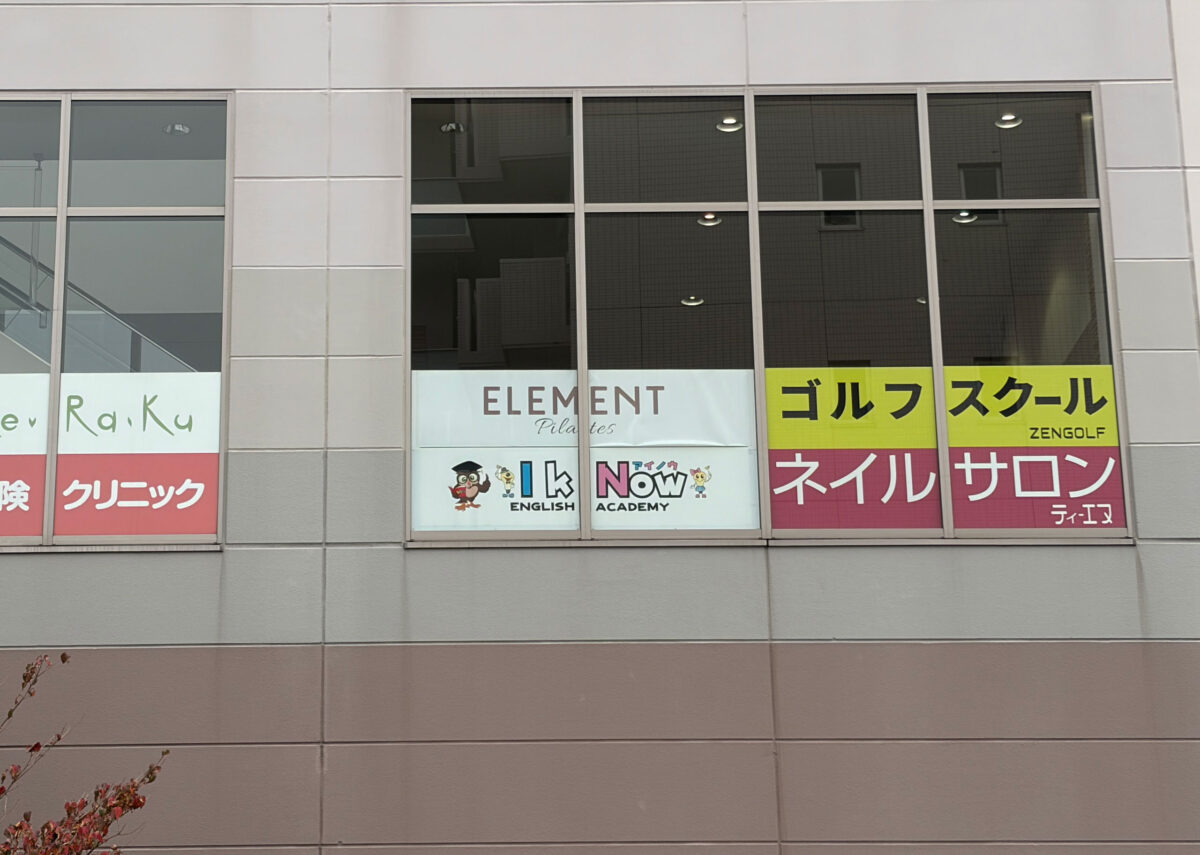 e・Ra・Ku
険 クリニック
ELEMENT
Pilates
アイノウ
I k Now
ENGLISH ACADEMY
ゴルフスクール
ZENGOLF
ネイルサロン
ティーエヌ